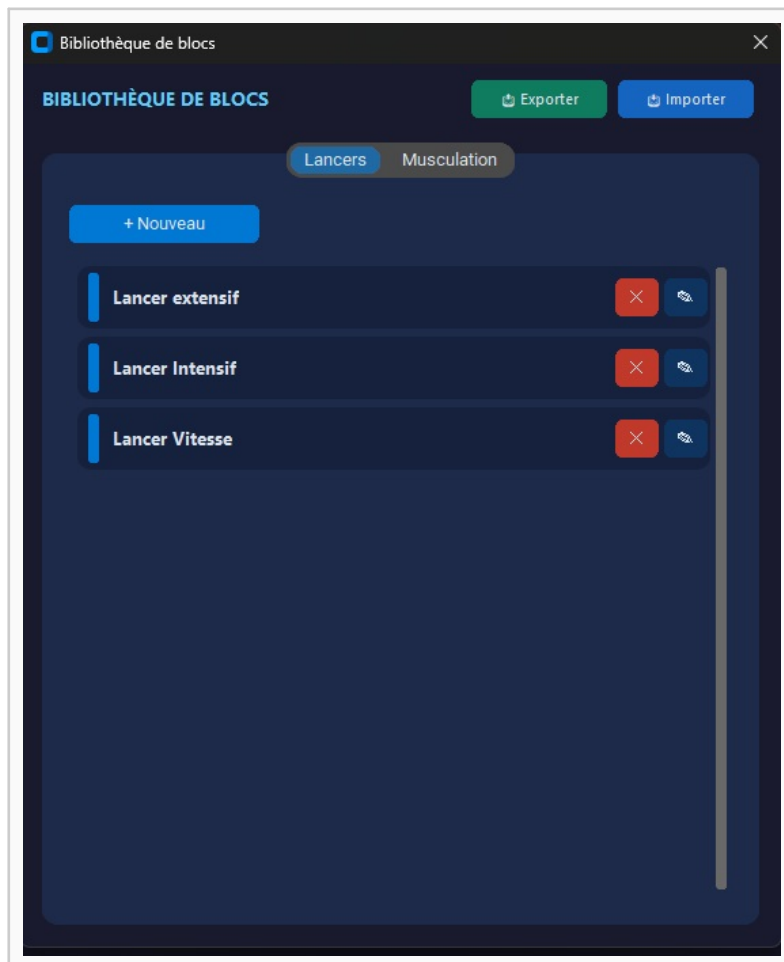 Bibliothèque de blocs
BIBLIOTHÈQUE DE BLOCS
Exporter
Importer
Lancers
Musculation
+ Nouveau
Lancer extensif
Lancer Intensif
Lancer Vitesse